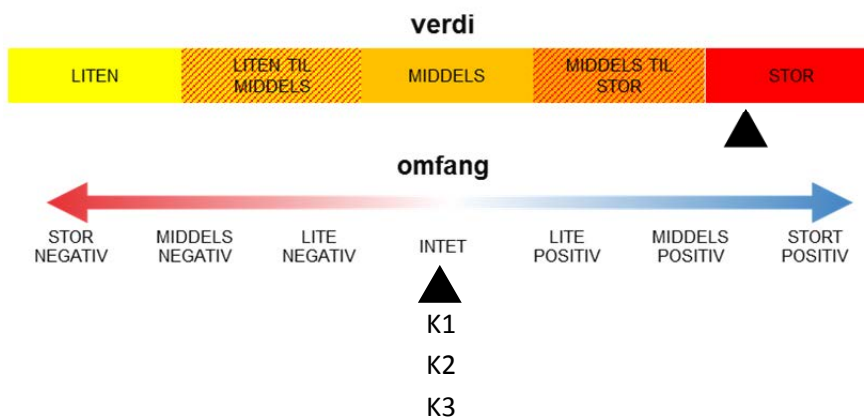 verdi
LITEN
LITEN TIL
MIDDELS
MIDDELS
MIDDELS TIL
STOR
STOR
omfang
STOR
NEGATIV
MIDDELS
NEGATIV
LITE
NEGATIV
INTET
LITE
POSITIV
MIDDELS
POSITIV
STORT
POSITIV
K1
K2
K3